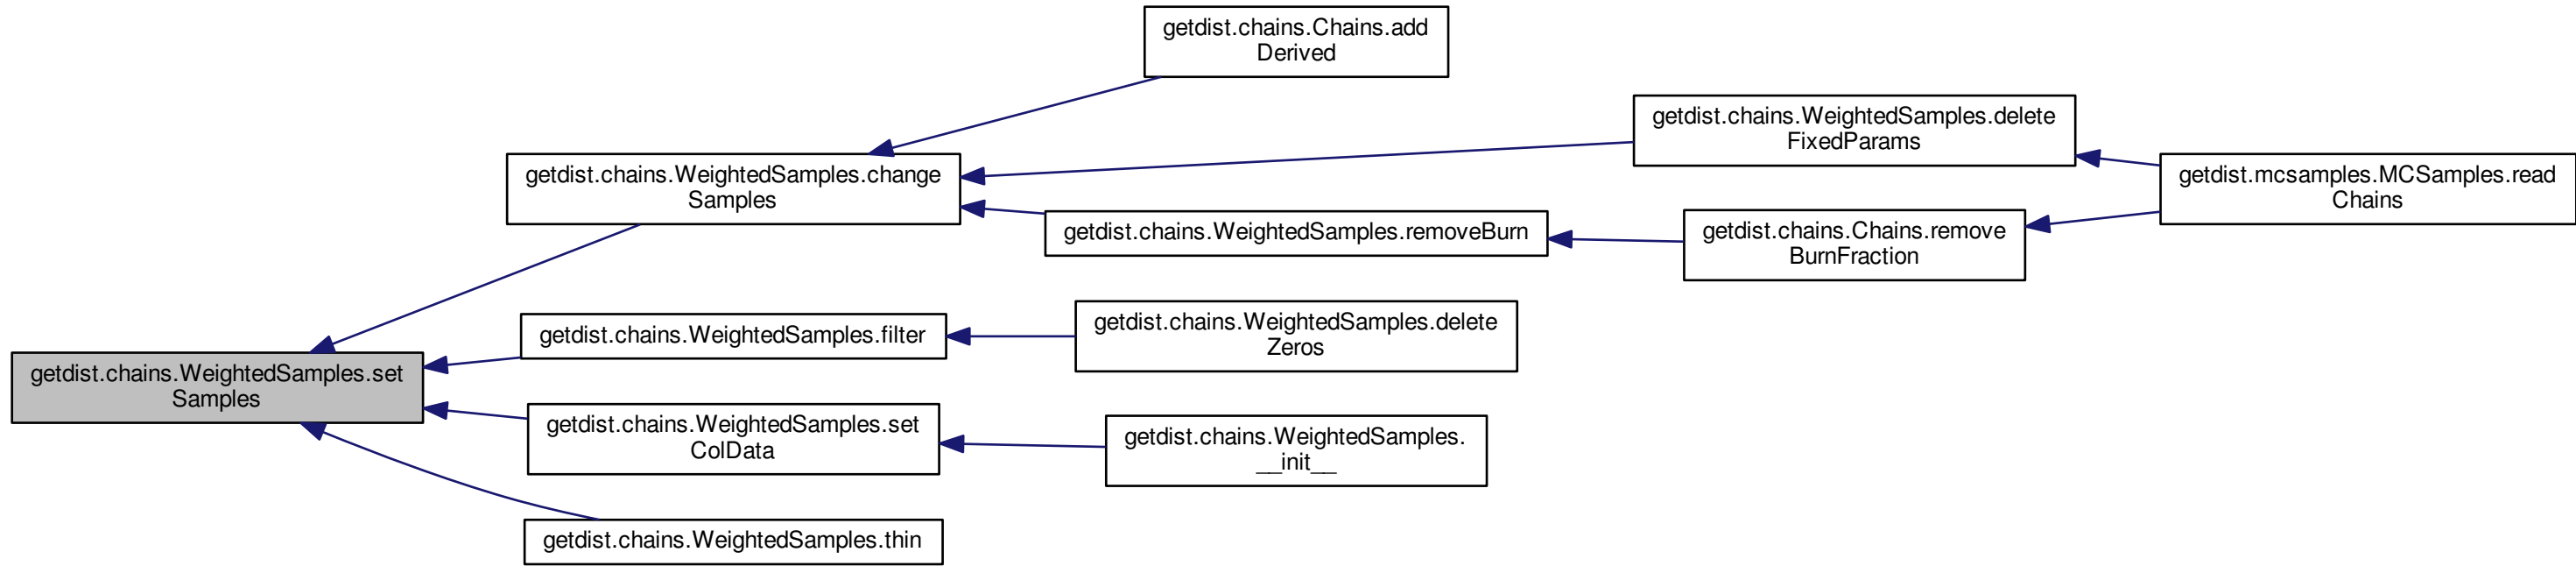 getdist.chains.Chains.add
Derived
getdist.chains.WeightedSamples.delete
FixedParams
getdist.chains.WeightedSamples.change
Samples
getdist.mcsamples.MCSamples.read
Chains
getdist.chains.WeightedSamples.removeBurn
getdist.chains.Chains.remove
BurnFraction
getdist.chains.WeightedSamples.filter
getdist.chains.WeightedSamples.delete
Zeros
getdist.chains.WeightedSamples.set
Samples
getdist.chains.WeightedSamples.set
ColData
getdist.chains.WeightedSamples.
__init__
getdist.chains.WeightedSamples.thin